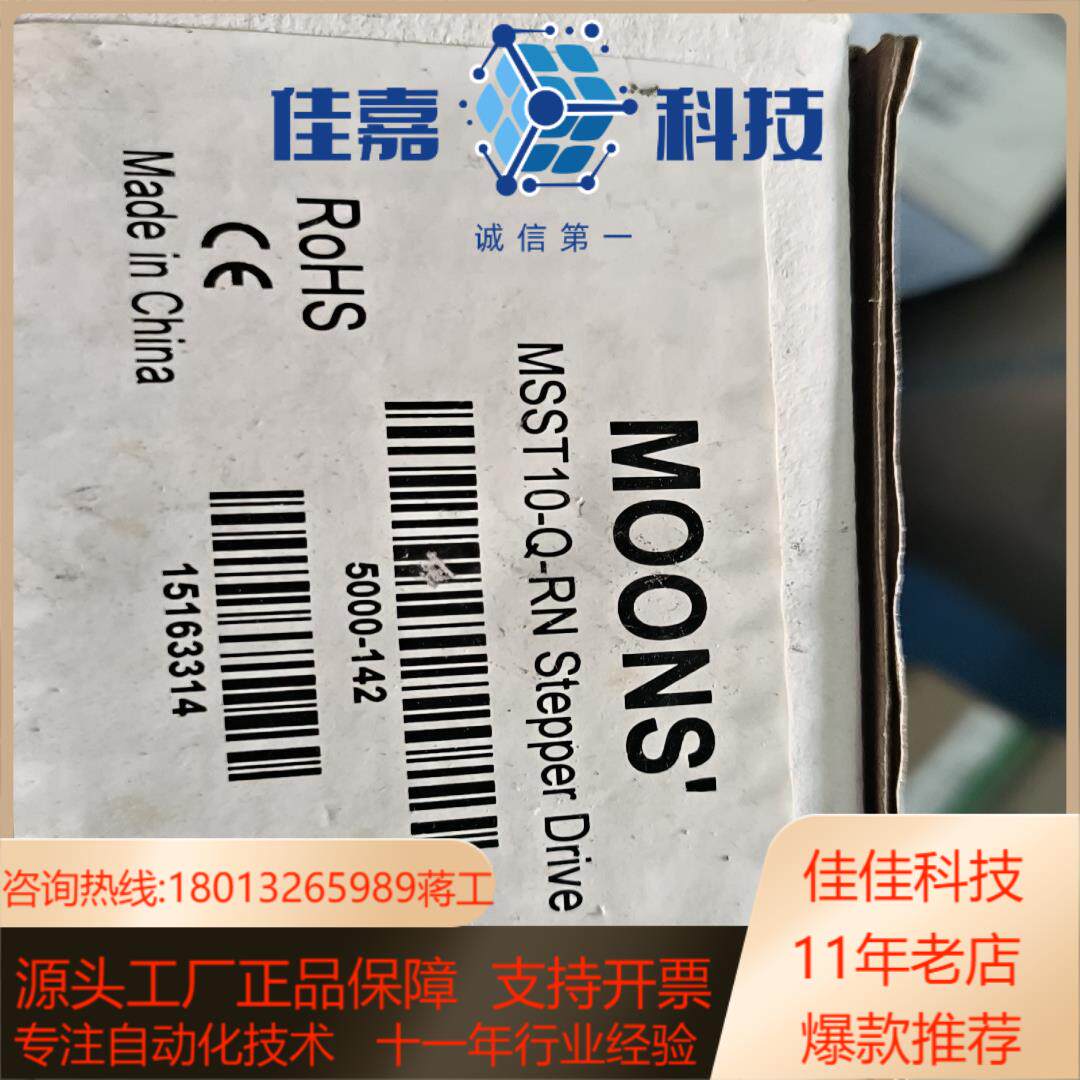 佳嘉科技
诚信第一
MOONS'
MSST10-Q-RN Stepper Drive
5000-142
15163314
RoHS
CE
Made in China
咨询热线:18013265989蒋工
源头工厂正品保障 支持开票
专注自动化技术 十一年行业经验
佳佳科技
11年老店
爆款推荐